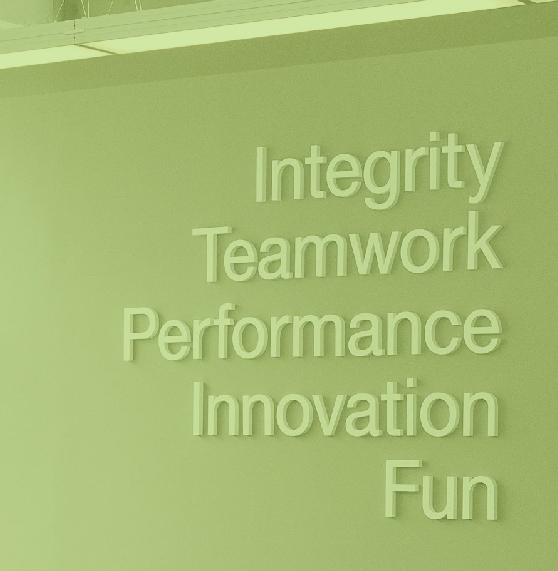 Integrity
Teamwork
Performance
Innovation
Fun